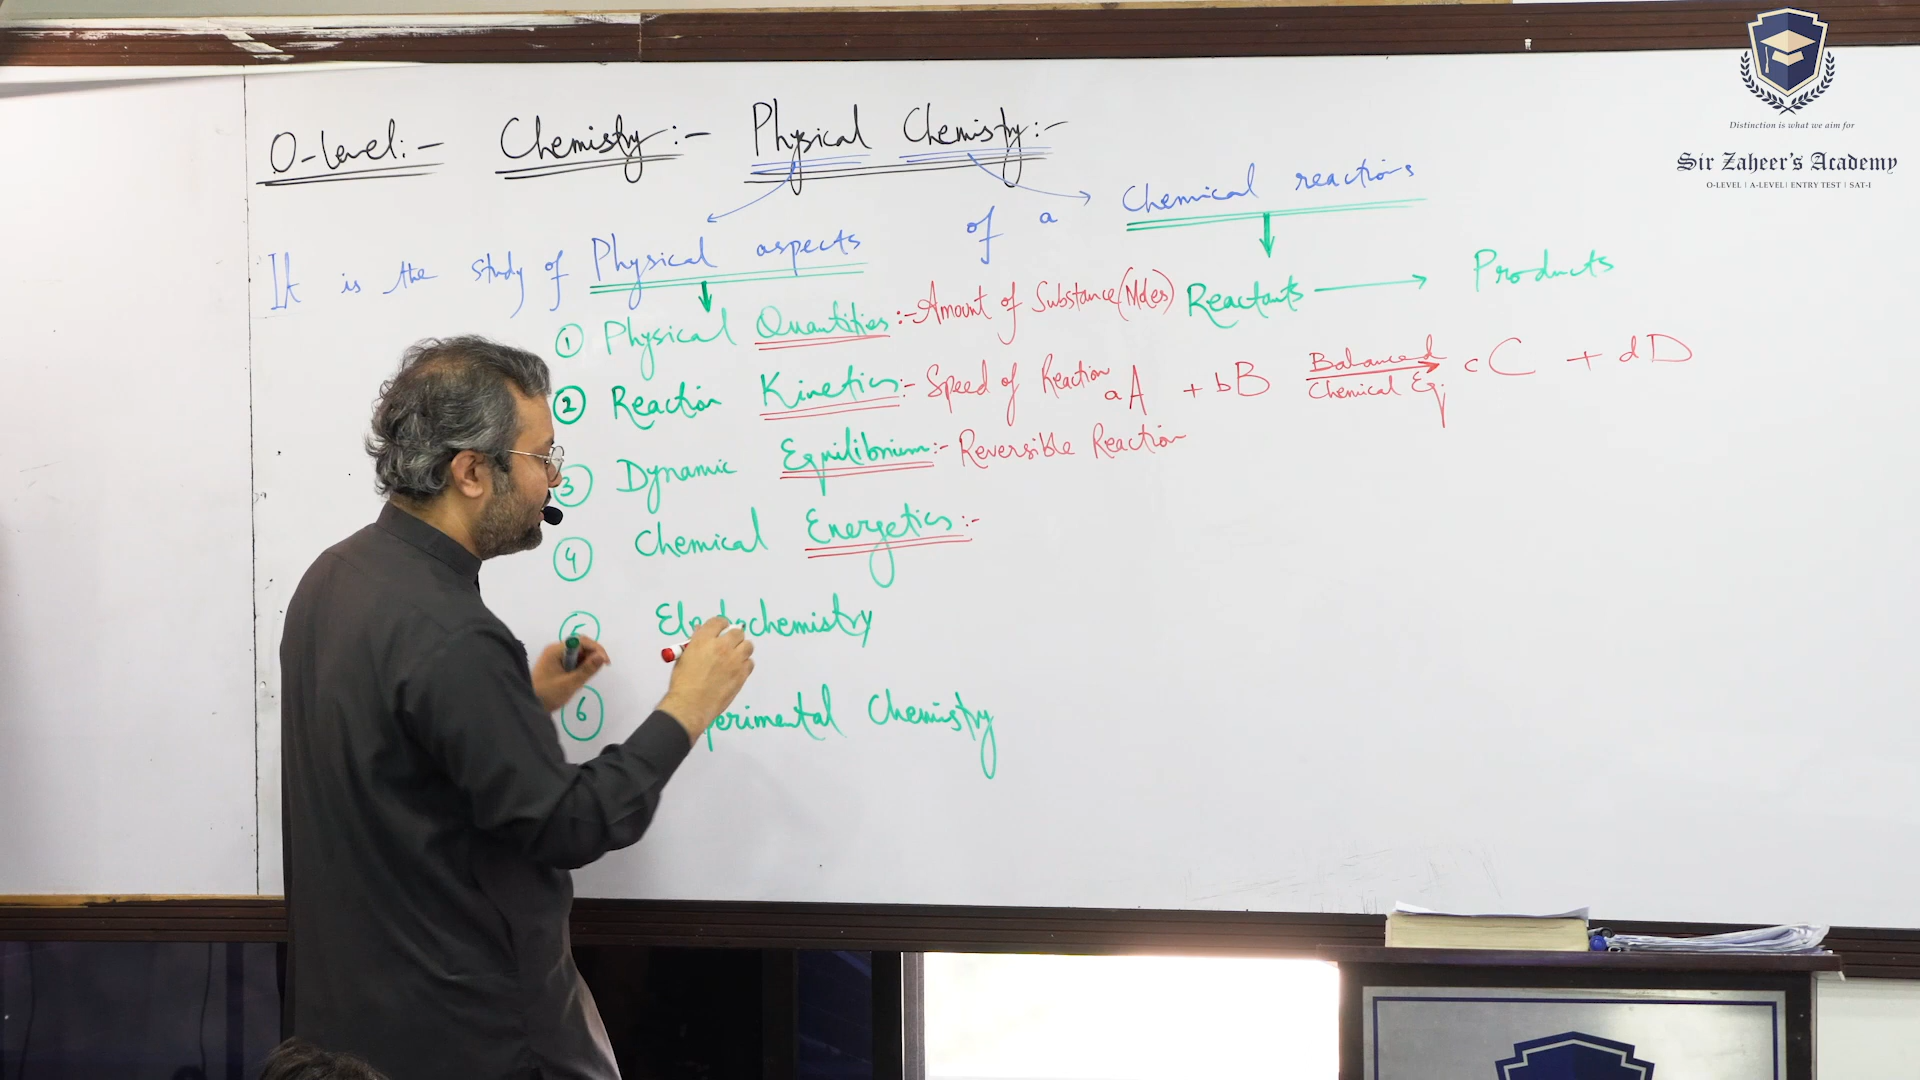 O-level:- Chemistry:- Physical Chemistry:-
It is the study of Physical aspects of a Chemical reactions
① Physical Quantities:- Amount of Substance (Moles)
Reactants → Products
② Reaction Kinetics:- Speed of Reaction
aA + bB Balanced Chemical Eq. → cC + dD
③ Dynamic Equilibrium:- Reversible Reaction
④ Chemical Energetics:-
⑤ Electrochemistry
⑥ perimental Chemistry
Distinction is what we aim for
Sir Zaheer's Academy
O-LEVEL | A-LEVEL | ENTRY TEST | SAT-I